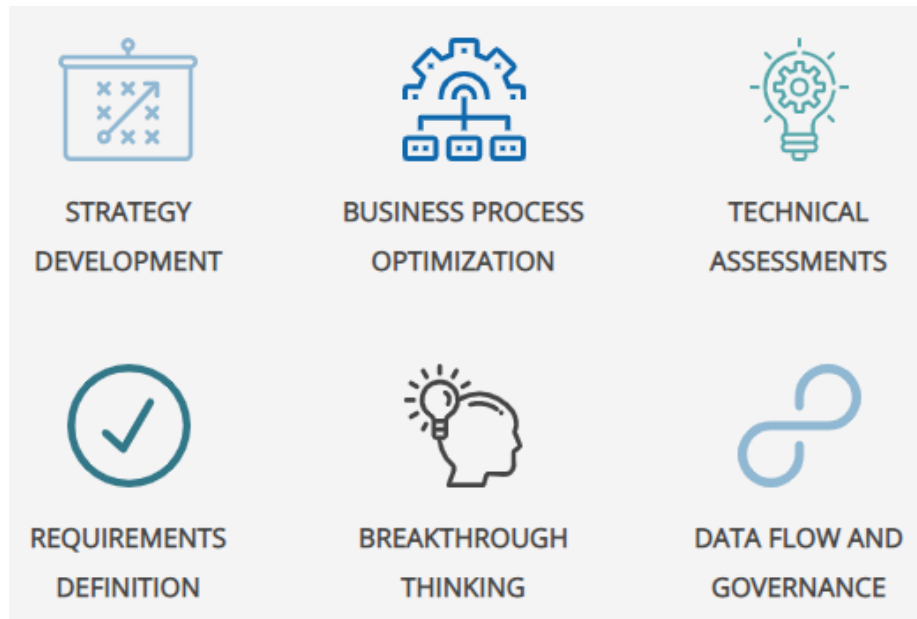 STRATEGY
DEVELOPMENT
BUSINESS PROCESS
OPTIMIZATION
TECHNICAL
ASSESSMENTS
REQUIREMENTS
DEFINITION
BREAKTHROUGH
THINKING
DATA FLOW AND
GOVERNANCE